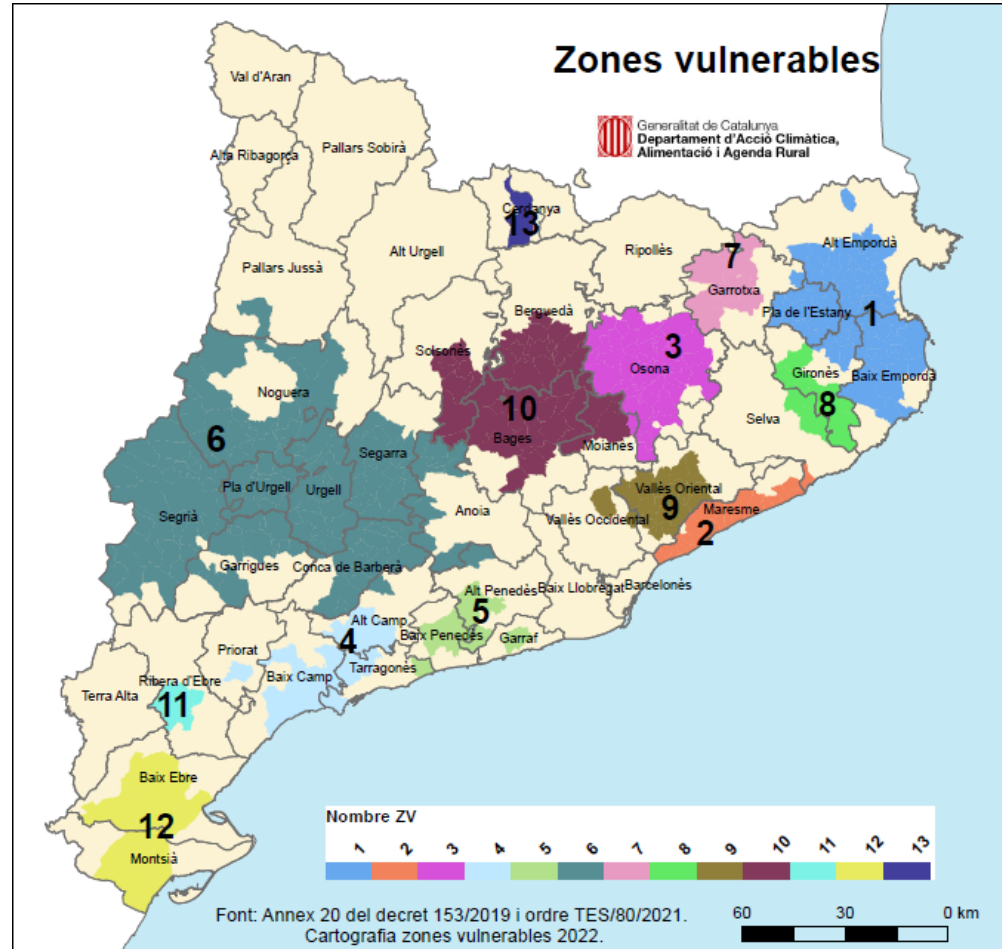 Zones vulnerables
Generalitat de Catalunya
Departament d'Acció Climàtica,
Alimentació i Agenda Rural
Val d'Aran
Alta Ribagorça
Pallars Sobirà
Cerdanya
13
Alt Urgell
Ripollès
7
Alt Empordà
Pallars Jussà
Garrotxa
Berguedà
Pla de l'Estany
1
Solsonès
3
Osona
Gironès
Baix Empordà
Noguera
10
8
6
Bages
Selva
Segarra
Moianès
Pla d'Urgell
Urgell
Vallès Oriental
Segrià
Anoia
9
Maresme
Vallès Occidental
2
Garrigues
Conca de Barberà
Alt Penedès
Baix Llobregat
Barcelonès
5
Alt Camp
4
Baix Penedès
Garraf
Priorat
Tarragonès
Baix Camp
Ribera d'Ebre
Terra Alta
11
Baix Ebre
12
Montsià
Nombre ZV
1 2 3 4 5 6 7 8 9 10 11 12 13
Font: Annex 20 del decret 153/2019 i ordre TES/80/2021.
Cartografia zones vulnerables 2022.
60 30 0 km